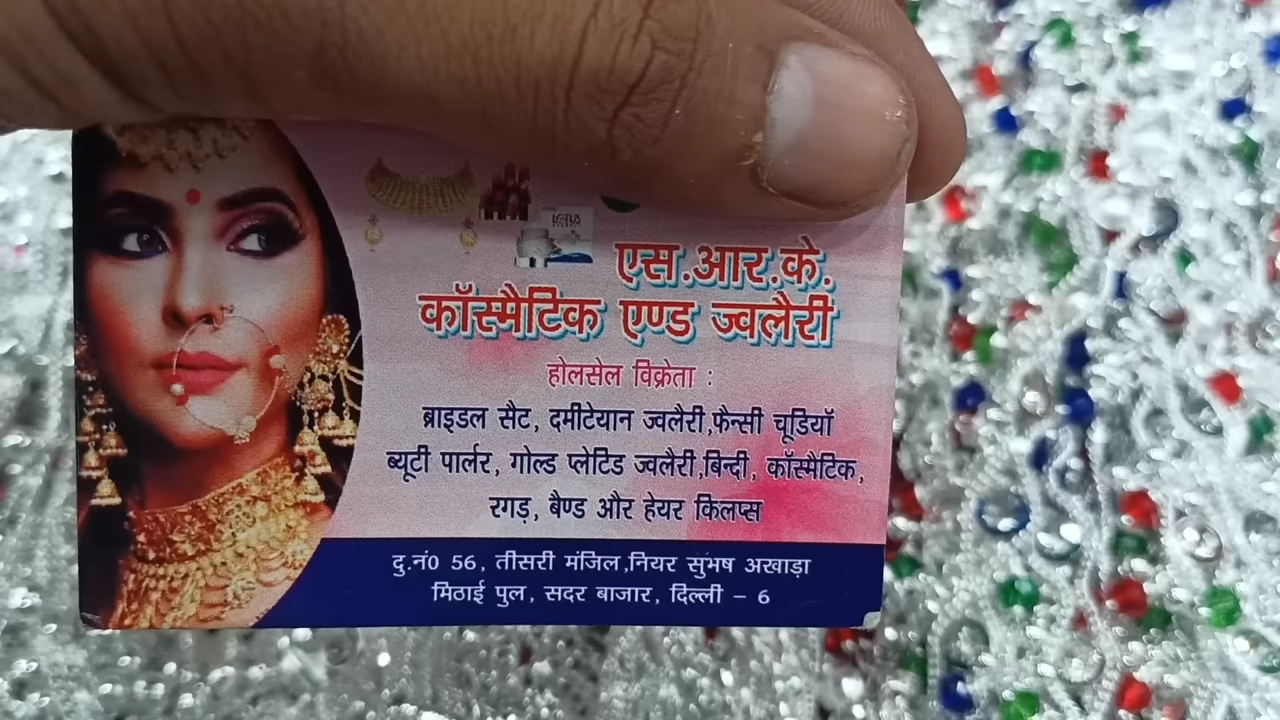 LOTUS
एस.आर.के.
कॉस्मैटिक एण्ड ज्वलैरी
होलसेल विक्रेता :
ब्राइडल सैट, दमीटेयान ज्वलैरी,फैन्सी चूडियाॅ
ब्यूटी पार्लर, गोल्ड प्लेटिड ज्वलैरी,बिन्दी, कॉस्मैटिक,
रगड़, बैण्ड और हेयर किलप्स
दु.नं0 56, तीसरी मंजिल,नियर सुभष अखाड़ा
मिठाई पुल, सदर बाजार, दिल्ली – 6